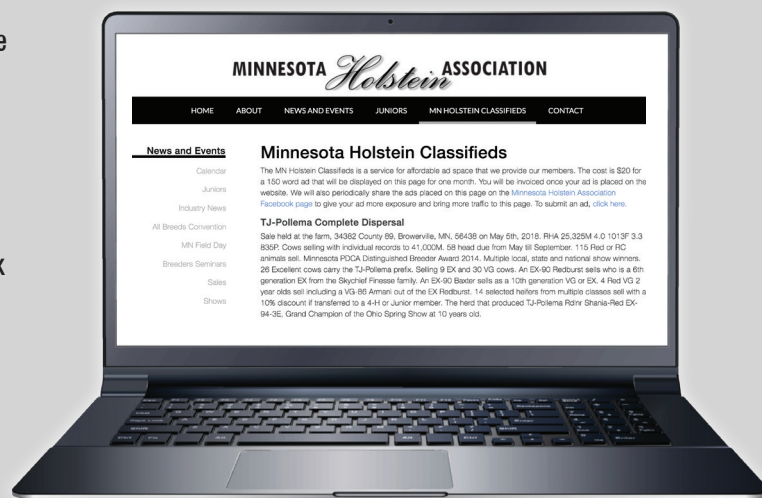 e
x
MINNESOTA Holstein ASSOCIATION
HOME ABOUT NEWS AND EVENTS JUNIORS MN HOLSTEIN CLASSIFIEDS CONTACT
News and Events
Calendar
Juniors
Industry News
All Breeds Convention
MN Field Day
Breeders Seminars
Sales
Shows
Minnesota Holstein Classifieds
The MN Holstein Classifieds is a service for affordable ad space that we provide our members. The cost is $20 for
a 150 word ad that will be displayed on this page for one month. You will be invoiced once your ad is placed on the
website. We will also periodically share the ads placed on this page on the Minnesota Holstein Association
Facebook page to give your ad more exposure and bring more traffic to this page. To submit an ad, click here.
TJ-Pollema Complete Dispersal
Sale held at the farm, 34382 County 89, Browerville, MN, 56438 on May 5th, 2018. RHA 25,325M 4.0 1013F 3.3
835P. Cows selling with individual records to 41,000M. 58 head due from May till September. 115 Red or RC
animals sell. Minnesota PDCA Distinguished Breeder Award 2014. Multiple local, state and national show winners.
26 Excellent cows carry the TJ-Pollema prefix. Selling 9 EX and 30 VG cows. An EX-90 Redburst sells who is a 6th
generation EX from the Skychief Finesse family. An EX-90 Baxter sells as a 10th generation VG or EX. 4 Red VG 2
year olds sell including a VG-86 Armani out of the EX Redburst. 14 selected heifers from multiple classes sell with a
10% discount if transferred to a 4-H or Junior member. The herd that produced TJ-Pollema Rdlnr Shania-Red EX-
94-3E, Grand Champion of the Ohio Spring Show at 10 years old.